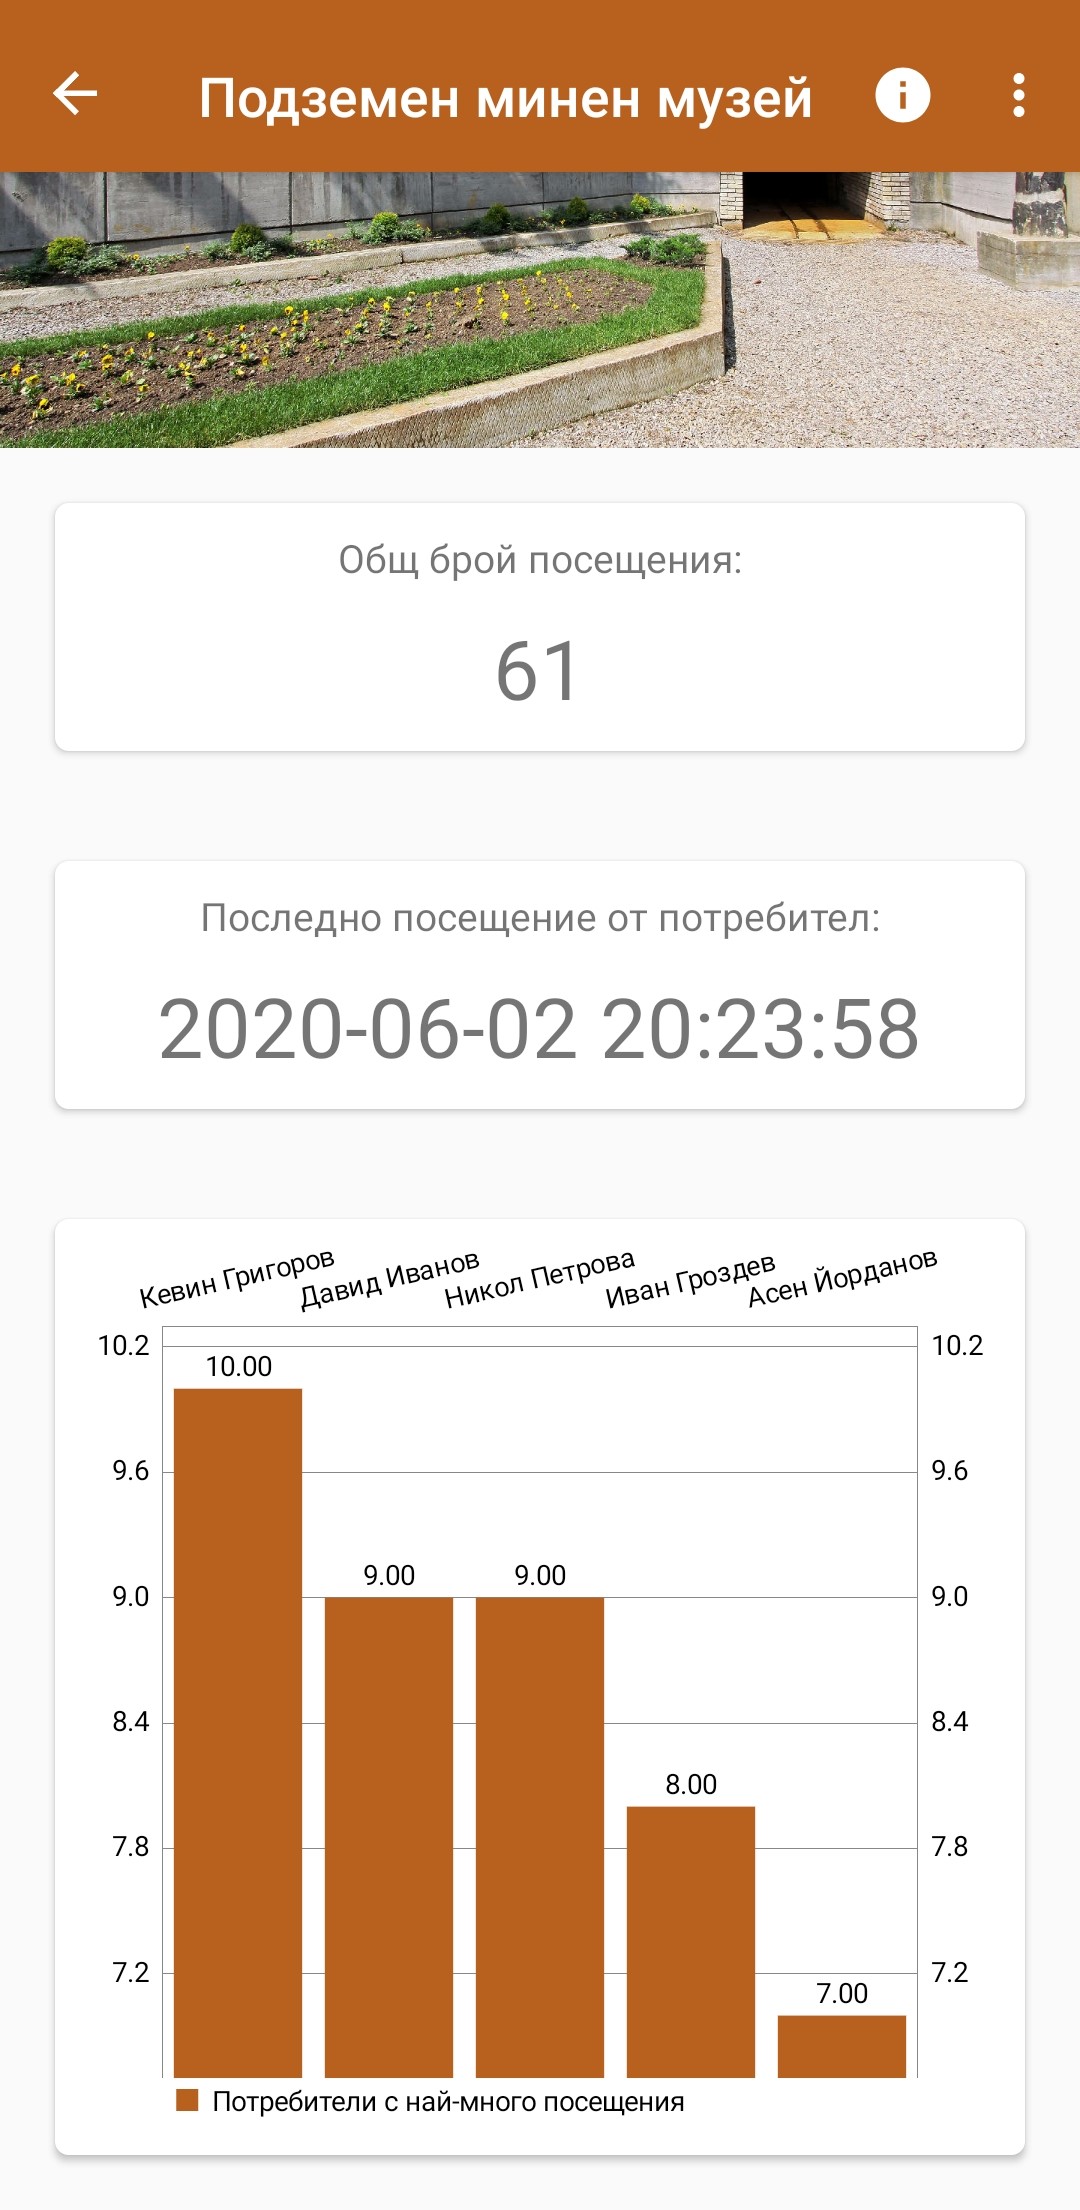 Подземен минен музей
Общ брой посещения:
61
Последно посещение от потребител:
2020-06-02 20:23:58
Кевин Григоров Давид Иванов Никол Петрова Иван Гроздев Асен Йорданов
10.2 10.2
10.00
9.6 9.6
9.00 9.00
9.0 9.0
8.4 8.4
8.00
7.8 7.8
7.2 7.2
7.00
Потребители с най-много посещения